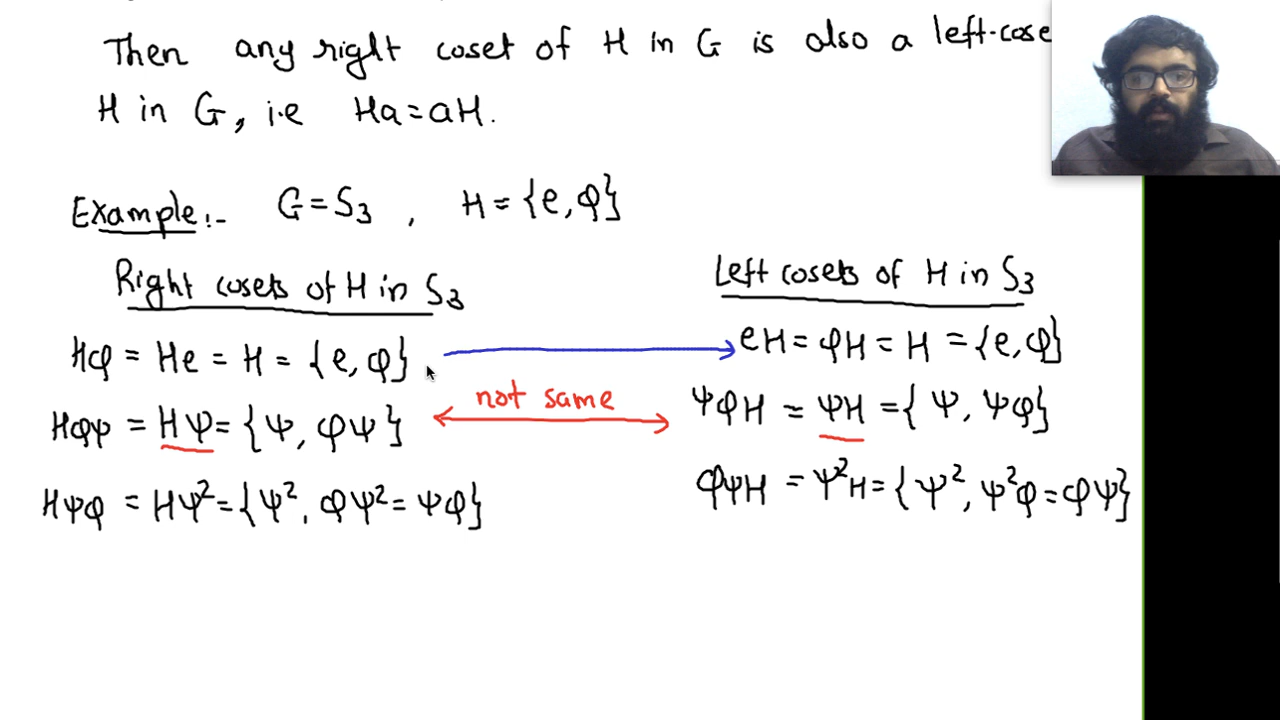 Then any right coset of H in G is also a left-cose
H in G, i.e Ha=aH.
Example:- G=S₃ , H={e,φ}
Right cosets of H in S₃
Left cosets of H in S₃
Hφ = He = H = {e,φ}
eH = φH = H = {e,φ}
not same
Hφψ = Hψ = {ψ, φψ}
ψφH = ψH = {ψ, ψφ}
Hψφ = Hψ² = {ψ², φψ² = ψφ}
φψH = ψ²H = {ψ², ψ²φ = φψ}